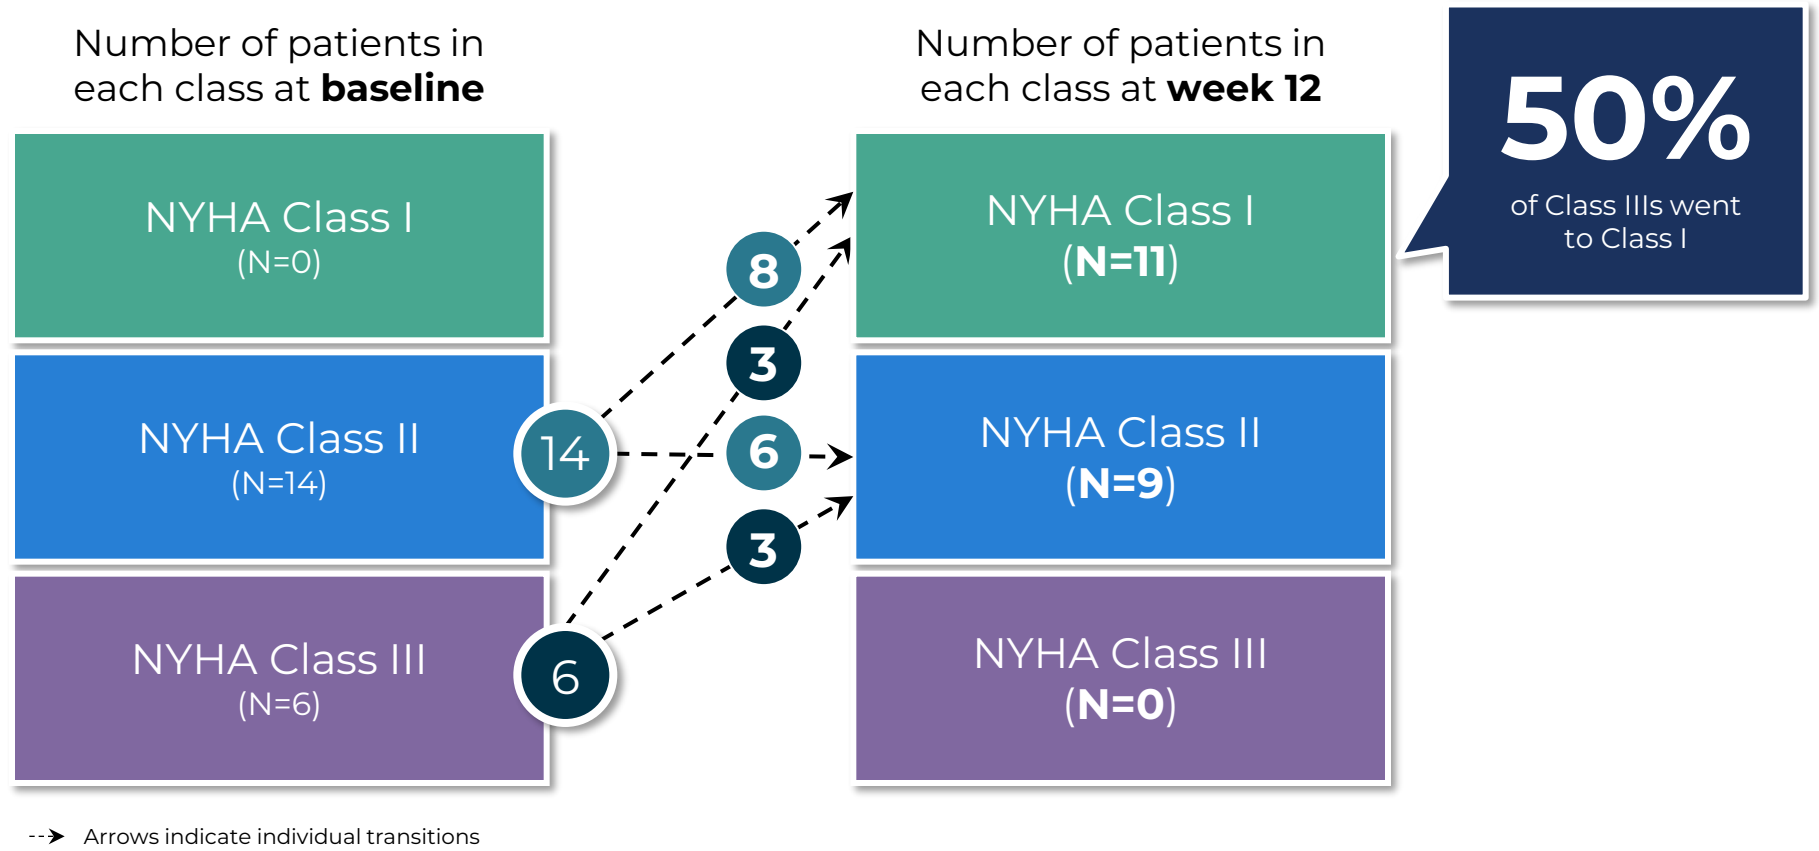 Number of patients in
each class at baseline
NYHA Class I
(N=0)
NYHA Class II
(N=14)
NYHA Class III
(N=6)
14
6
8
3
6
3
Number of patients in
each class at week 12
NYHA Class I
(N=11)
NYHA Class II
(N=9)
NYHA Class III
(N=0)
50%
of Class IIIs went
to Class I
Arrows indicate individual transitions